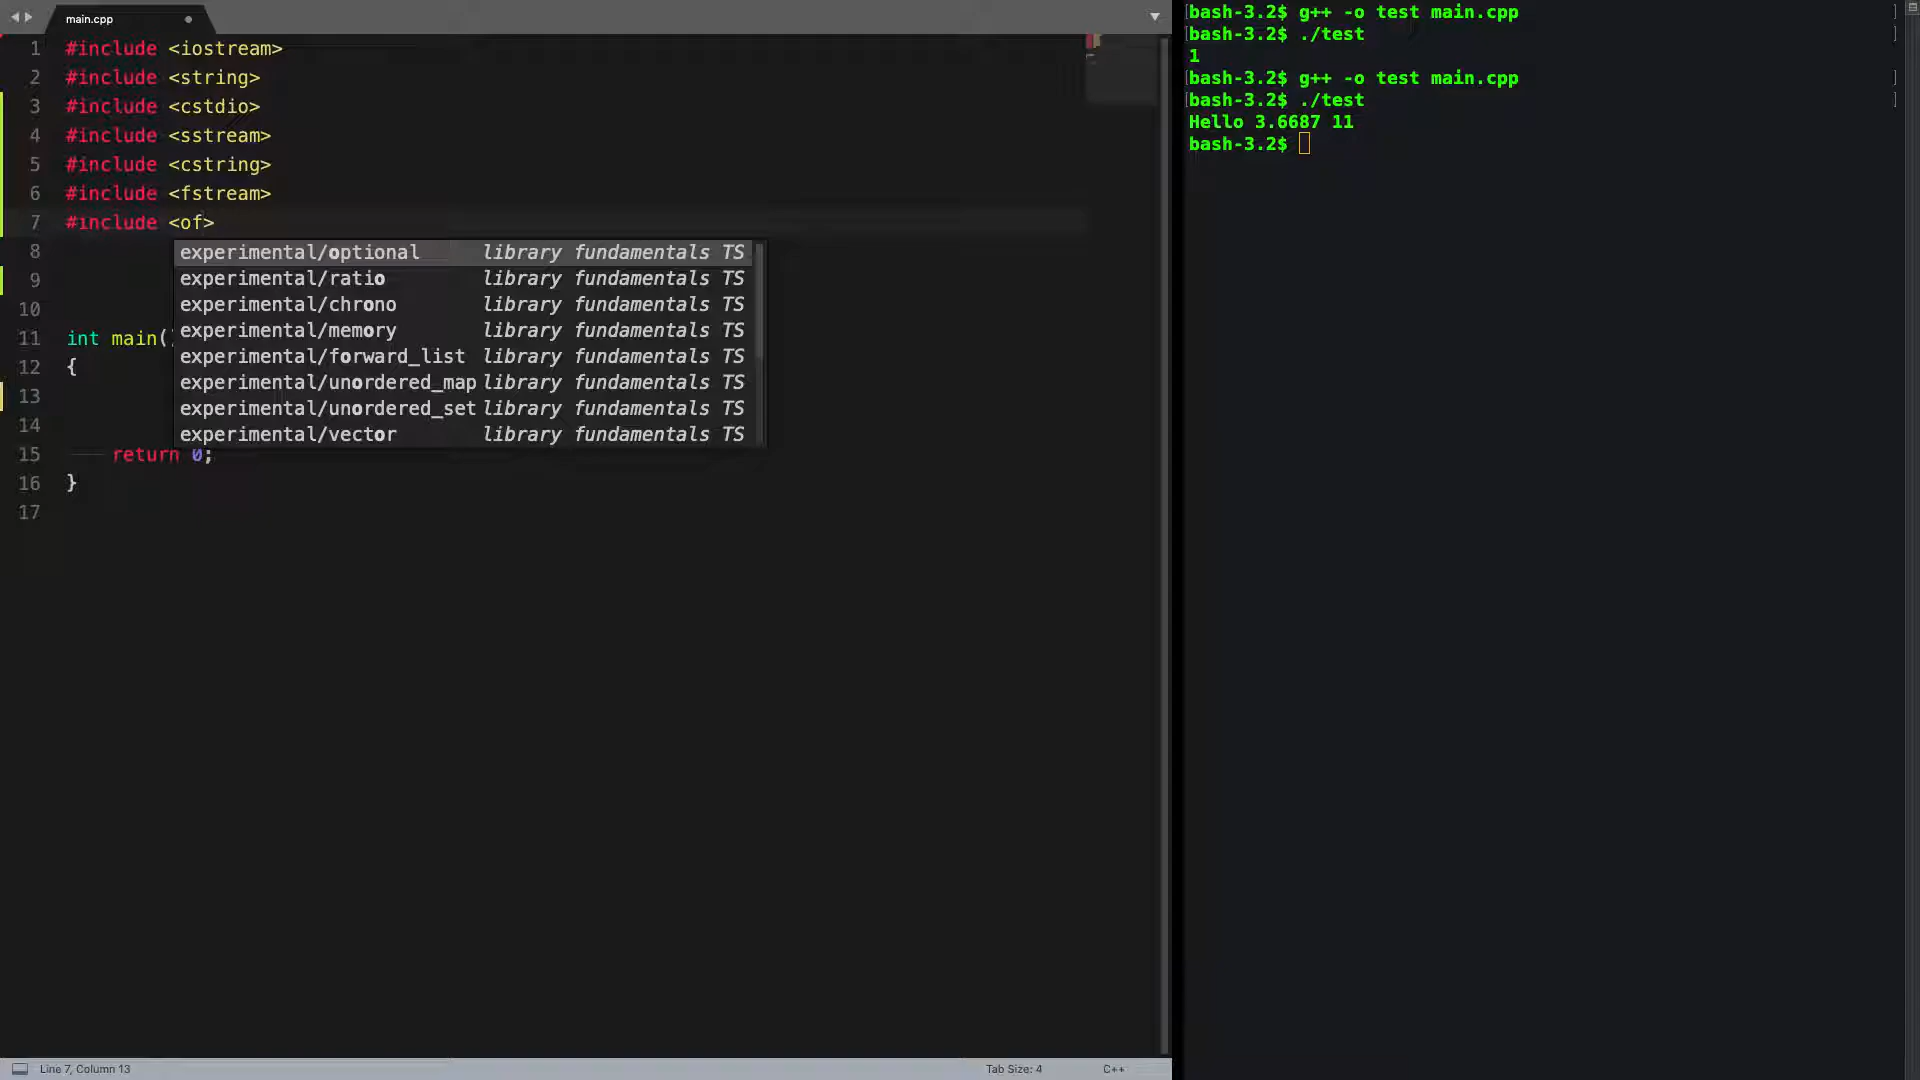 main.cpp
1 #include <iostream>
2 #include <string>
3 #include <cstdio>
4 #include <sstream>
5 #include <cstring>
6 #include <fstream>
7 #include <of>
8 experimental/optional library fundamentals TS
9 experimental/ratio library fundamentals TS
10 experimental/chrono library fundamentals TS
11 int main() experimental/memory library fundamentals TS
12 { experimental/forward_list library fundamentals TS
13 experimental/unordered_map library fundamentals TS
experimental/unordered_set library fundamentals TS
14 experimental/vector library fundamentals TS
15 return 0;
16 }
17
Line 7, Column 13
Tab Size: 4
C++
[bash-3.2$ g++ -o test main.cpp ]
[bash-3.2$ ./test ]
1
[bash-3.2$ g++ -o test main.cpp ]
[bash-3.2$ ./test ]
Hello 3.6687 11
bash-3.2$